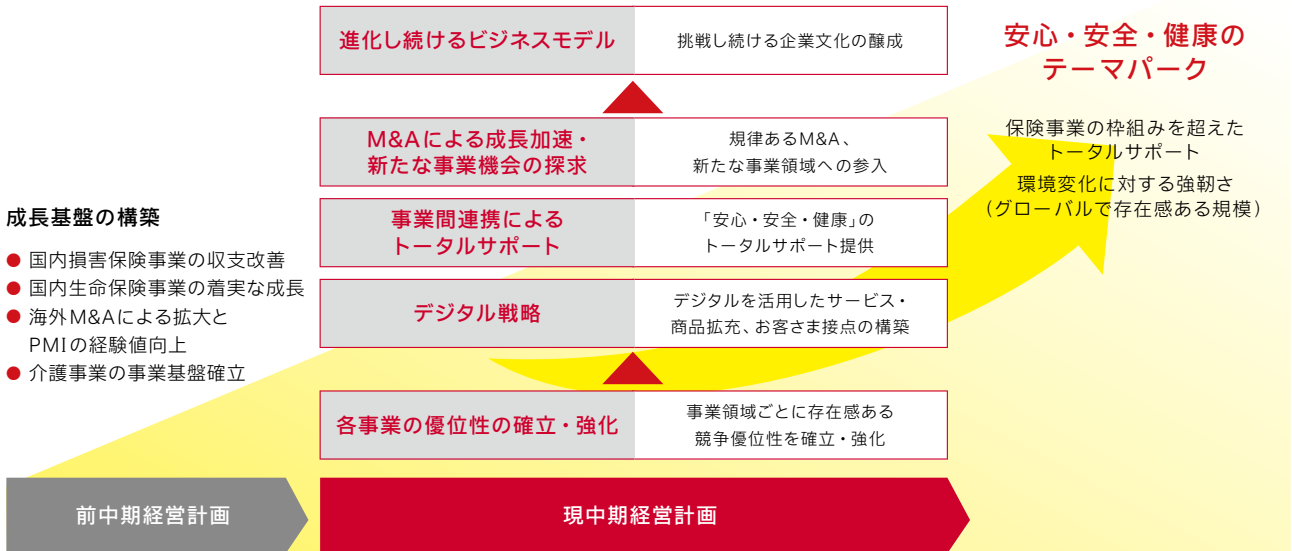 成長基盤の構築
● 国内損害保険事業の収支改善
● 国内生命保険事業の着実な成長
● 海外M&Aによる拡大と
PMIの経験値向上
● 介護事業の事業基盤確立
前中期経営計画
進化し続けるビジネスモデル
挑戦し続ける企業文化の醸成
M&Aによる成長加速・
新たな事業機会の探求
規律あるM&A、
新たな事業領域への参入
事業間連携による
トータルサポート
「安心・安全・健康」の
トータルサポート提供
デジタル戦略
デジタルを活用したサービス・
商品拡充、お客さま接点の構築
各事業の優位性の確立・強化
事業領域ごとに存在感ある
競争優位性を確立・強化
現中期経営計画
安心・安全・健康の
テーマパーク
保険事業の枠組みを超えた
トータルサポート
環境変化に対する強靭さ
(グローバルで存在感ある規模)